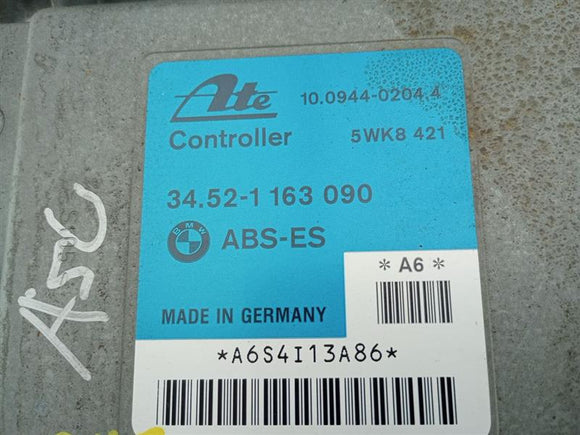 Ate 10.0944-0204.4
Controller 5WK8 421
34.52-1 163 090
BMW ABS-ES
*A6*
MADE IN GERMANY
*A6S4I13A86*
ASC